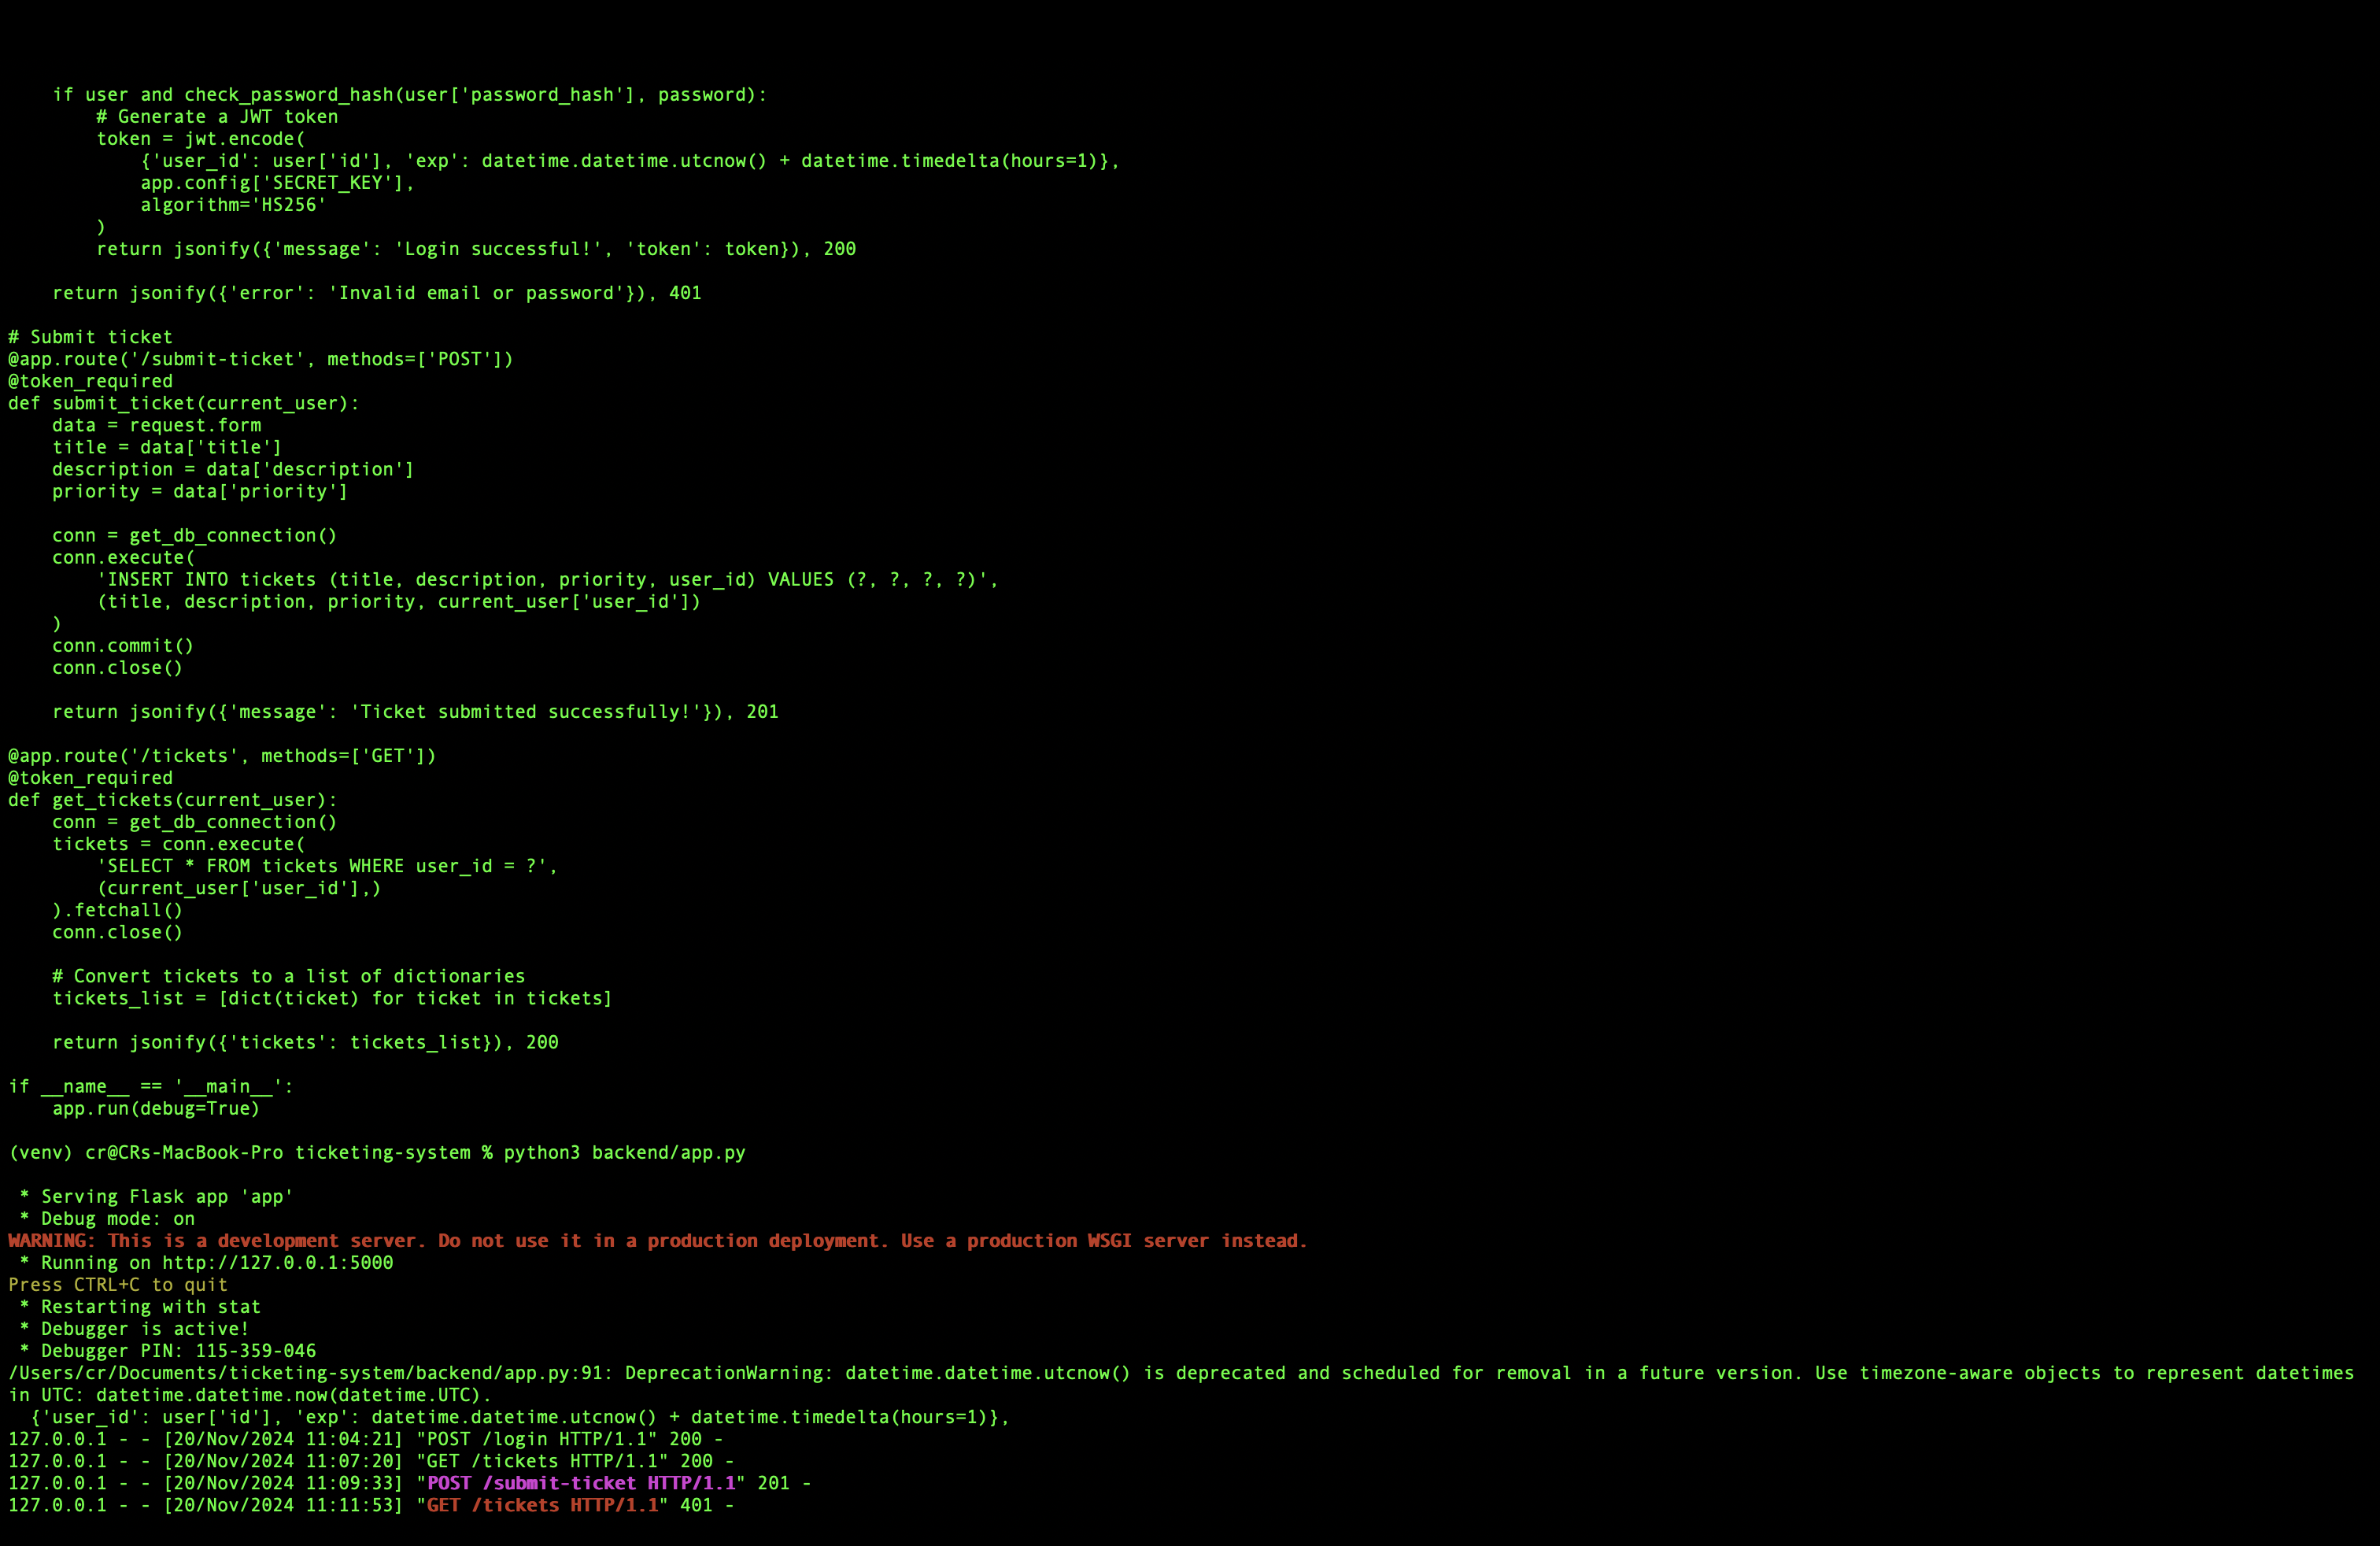 if user and check_password_hash(user['password_hash'], password):
        # Generate a JWT token
        token = jwt.encode(
            {'user_id': user['id'], 'exp': datetime.datetime.utcnow() + datetime.timedelta(hours=1)},
            app.config['SECRET_KEY'],
            algorithm='HS256'
        )
        return jsonify({'message': 'Login successful!', 'token': token}), 200

    return jsonify({'error': 'Invalid email or password'}), 401

# Submit ticket
@app.route('/submit-ticket', methods=['POST'])
@token_required
def submit_ticket(current_user):
    data = request.form
    title = data['title']
    description = data['description']
    priority = data['priority']

    conn = get_db_connection()
    conn.execute(
        'INSERT INTO tickets (title, description, priority, user_id) VALUES (?, ?, ?, ?)',
        (title, description, priority, current_user['user_id'])
    )
    conn.commit()
    conn.close()

    return jsonify({'message': 'Ticket submitted successfully!'}), 201

@app.route('/tickets', methods=['GET'])
@token_required
def get_tickets(current_user):
    conn = get_db_connection()
    tickets = conn.execute(
        'SELECT * FROM tickets WHERE user_id = ?',
        (current_user['user_id'],)
    ).fetchall()
    conn.close()

    # Convert tickets to a list of dictionaries
    tickets_list = [dict(ticket) for ticket in tickets]

    return jsonify({'tickets': tickets_list}), 200

if __name__ == '__main__':
    app.run(debug=True)

(venv) cr@CRs-MacBook-Pro ticketing-system % python3 backend/app.py

 * Serving Flask app 'app'
 * Debug mode: on
WARNING: This is a development server. Do not use it in a production deployment. Use a production WSGI server instead.
 * Running on http://127.0.0.1:5000
Press CTRL+C to quit
 * Restarting with stat
 * Debugger is active!
 * Debugger PIN: 115-359-046
/Users/cr/Documents/ticketing-system/backend/app.py:91: DeprecationWarning: datetime.datetime.utcnow() is deprecated and scheduled for removal in a future version. Use timezone-aware objects to represent datetimes
in UTC: datetime.datetime.now(datetime.UTC).
  {'user_id': user['id'], 'exp': datetime.datetime.utcnow() + datetime.timedelta(hours=1)},
127.0.0.1 - - [20/Nov/2024 11:04:21] "POST /login HTTP/1.1" 200 -
127.0.0.1 - - [20/Nov/2024 11:07:20] "GET /tickets HTTP/1.1" 200 -
127.0.0.1 - - [20/Nov/2024 11:09:33] "POST /submit-ticket HTTP/1.1" 201 -
127.0.0.1 - - [20/Nov/2024 11:11:53] "GET /tickets HTTP/1.1" 401 -